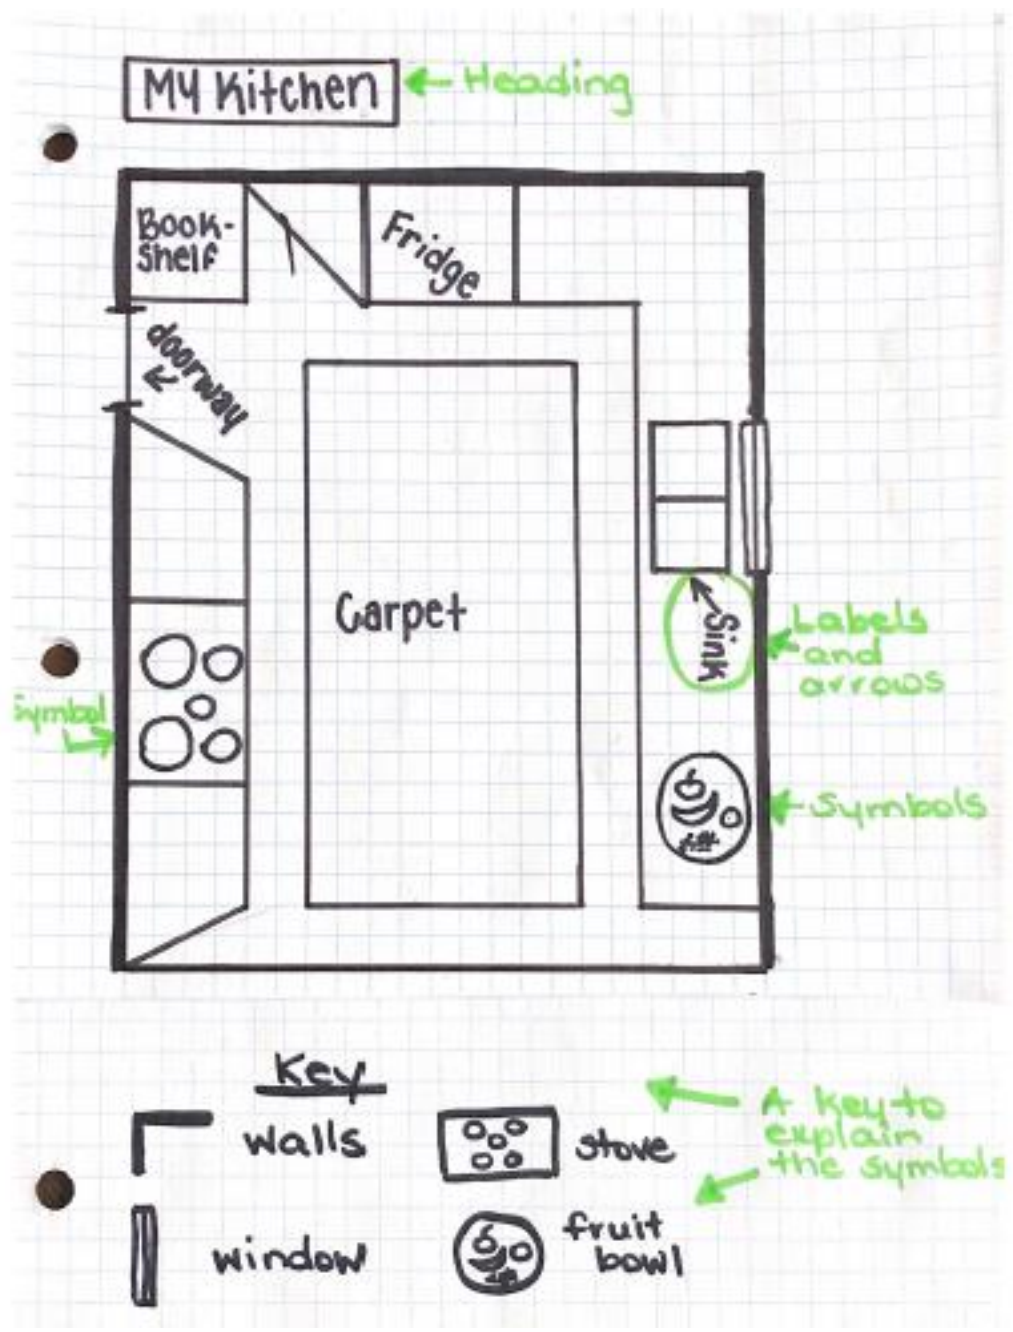 My Kitchen
Heading
Book-
shelf
Fridge
doorway
Carpet
Sink
Labels
and
arrows
Symbol
Symbols
Key
walls
stove
window
fruit
bowl
A key to
explain
the symbols